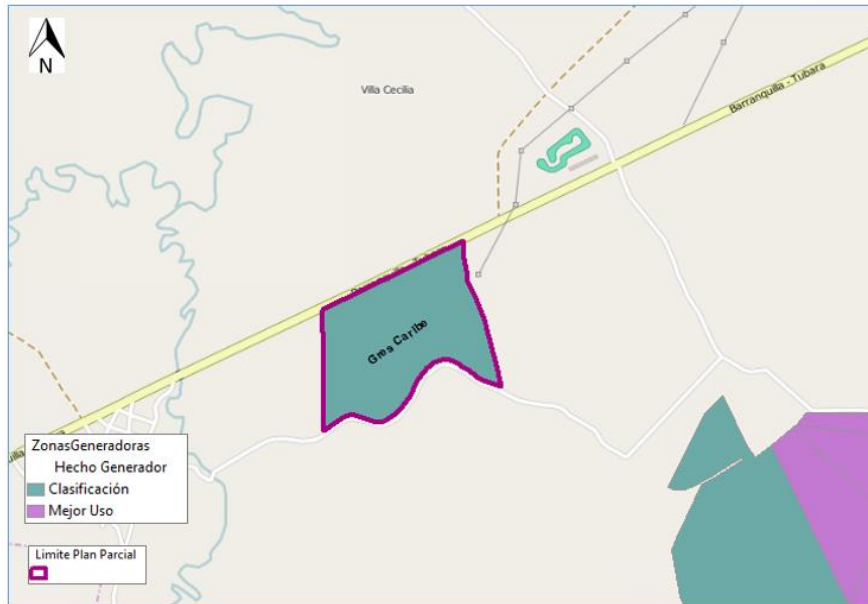 N
Villa Cecilia
Barranquilla - Tubara
Gres Caribe
ZonasGeneradoras
Hecho Generador
Clasificación
Mejor Uso
Limite Plan Parcial